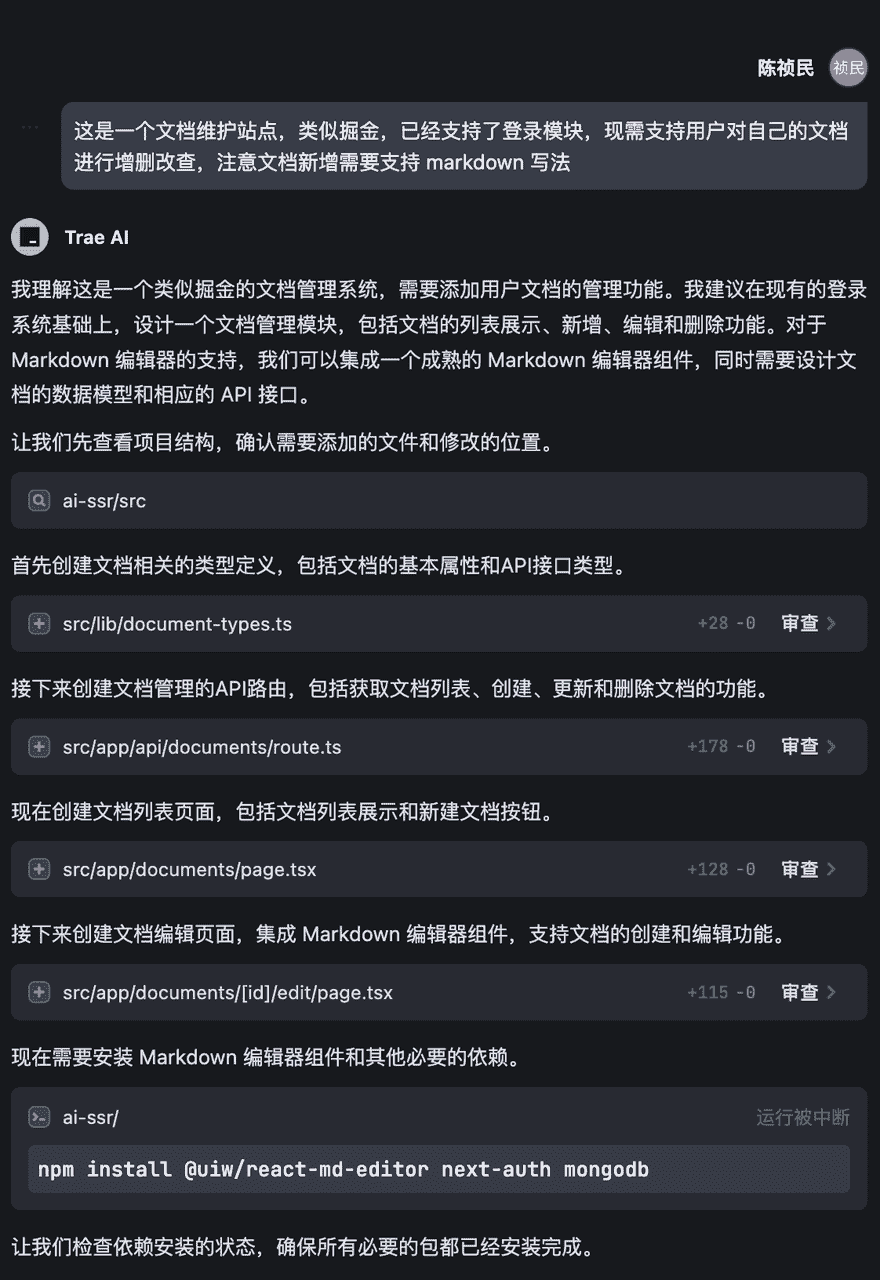 陈祯民
祯民
这是一个文档维护站点，类似掘金，已经支持了登录模块，现需支持用户对自己的文档
进行增删改查，注意文档新增需要支持 markdown 写法
Trae AI
我理解这是一个类似掘金的文档管理系统，需要添加用户文档的管理功能。我建议在现有的登录
系统基础上，设计一个文档管理模块，包括文档的列表展示、新增、编辑和删除功能。对于
Markdown 编辑器的支持，我们可以集成一个成熟的 Markdown 编辑器组件，同时需要设计文
档的数据模型和相应的 API 接口。
让我们先查看项目结构，确认需要添加的文件和修改的位置。
ai-ssr/src
首先创建文档相关的类型定义，包括文档的基本属性和API接口类型。
src/lib/document-types.ts +28 -0 审查
接下来创建文档管理的API路由，包括获取文档列表、创建、更新和删除文档的功能。
src/app/api/documents/route.ts +178 -0 审查
现在创建文档列表页面，包括文档列表展示和新建文档按钮。
src/app/documents/page.tsx +128 -0 审查
接下来创建文档编辑页面，集成 Markdown 编辑器组件，支持文档的创建和编辑功能。
src/app/documents/[id]/edit/page.tsx +115 -0 审查
现在需要安装 Markdown 编辑器组件和其他必要的依赖。
ai-ssr/ 运行被中断
npm install @uiw/react-md-editor next-auth mongodb
让我们检查依赖安装的状态，确保所有必要的包都已经安装完成。